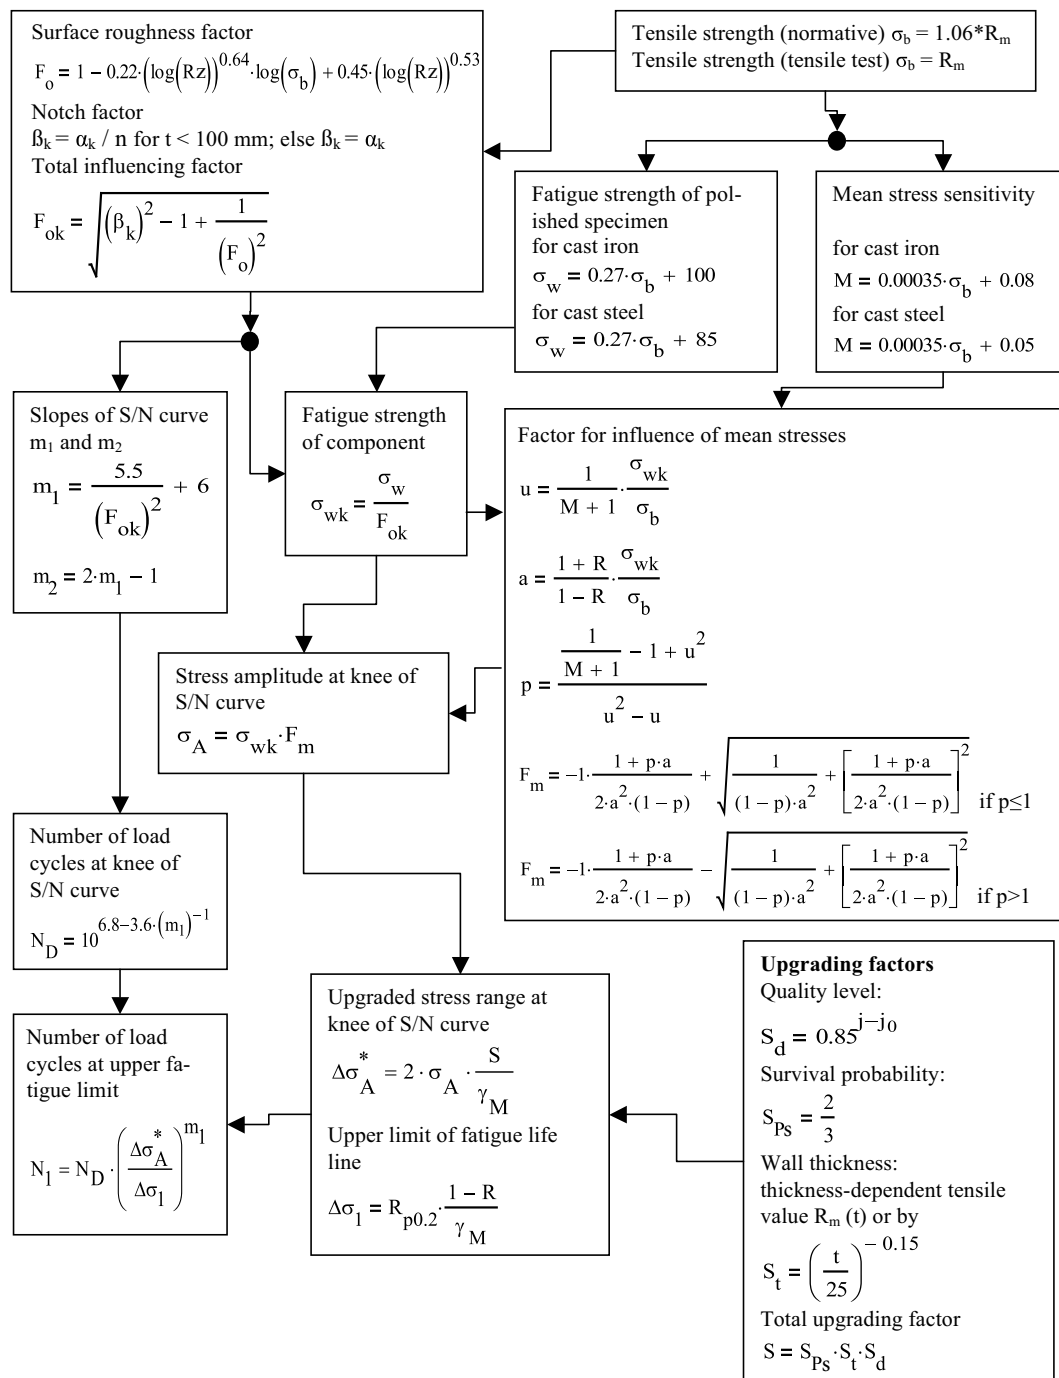 Surface roughness factor
F_o = 1 − 0.22·(log(Rz))^0.64·log(σ_b) + 0.45·(log(Rz))^0.53
Notch factor
ß_k = α_k / n for t < 100 mm; else ß_k = α_k
Total influencing factor
F_ok = √((β_k)^2 − 1 + 1/(F_o)^2)
Tensile strength (normative) σ_b = 1.06*R_m
Tensile strength (tensile test) σ_b = R_m
Fatigue strength of pol-
ished specimen
for cast iron
σ_w = 0.27·σ_b + 100
for cast steel
σ_w = 0.27·σ_b + 85
Mean stress sensitivity
for cast iron
M = 0.00035·σ_b + 0.08
for cast steel
M = 0.00035·σ_b + 0.05
Slopes of S/N curve
m_1 and m_2
m_1 = 5.5/(F_ok)^2 + 6
m_2 = 2·m_1 − 1
Fatigue strength
of component
σ_wk = σ_w/F_ok
Factor for influence of mean stresses
u = 1/(M + 1)·σ_wk/σ_b
a = (1 + R)/(1 − R)·σ_wk/σ_b
p = (1/(M + 1) − 1 + u^2)/(u^2 − u)
F_m = −1·(1 + p·a)/(2·a^2·(1 − p)) + √(1/((1 − p)·a^2) + [(1 + p·a)/(2·a^2·(1 − p))]^2) if p≤1
F_m = −1·(1 + p·a)/(2·a^2·(1 − p)) − √(1/((1 − p)·a^2) + [(1 + p·a)/(2·a^2·(1 − p))]^2) if p>1
Stress amplitude at knee of
S/N curve
σ_A = σ_wk·F_m
Number of load
cycles at knee of
S/N curve
N_D = 10^(6.8−3.6·(m_1)^−1)
Number of load
cycles at upper fa-
tigue limit
N_1 = N_D · (Δσ*_A/Δσ_1)^m_1
Upgraded stress range at
knee of S/N curve
Δσ*_A = 2 · σ_A · S/γ_M
Upper limit of fatigue life
line
Δσ_1 = R_p0.2·(1 − R)/γ_M
Upgrading factors
Quality level:
S_d = 0.85^(j−j_0)
Survival probability:
S_Ps = 2/3
Wall thickness:
thickness-dependent tensile
value R_m (t) or by
S_t = (t/25)^− 0.15
Total upgrading factor
S = S_Ps·S_t·S_d